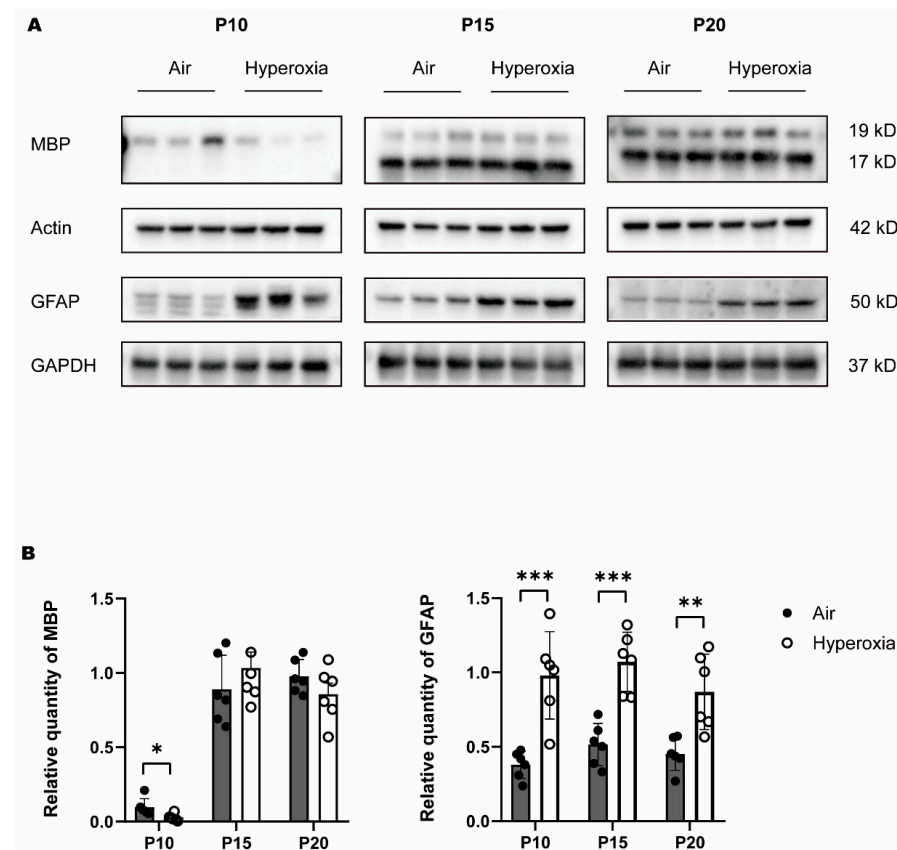 A P10 P15 P20
Air Hyperoxia Air Hyperoxia Air Hyperoxia
MBP 19 kD
17 kD
Actin 42 kD
GFAP 50 kD
GAPDH 37 kD
B
Relative quantity of MBP
1.5
1.0
0.5
0.0
*
P10 P15 P20
Relative quantity of GFAP
1.5
1.0
0.5
0.0
*** *** **
P10 P15 P20
Air
Hyperoxia